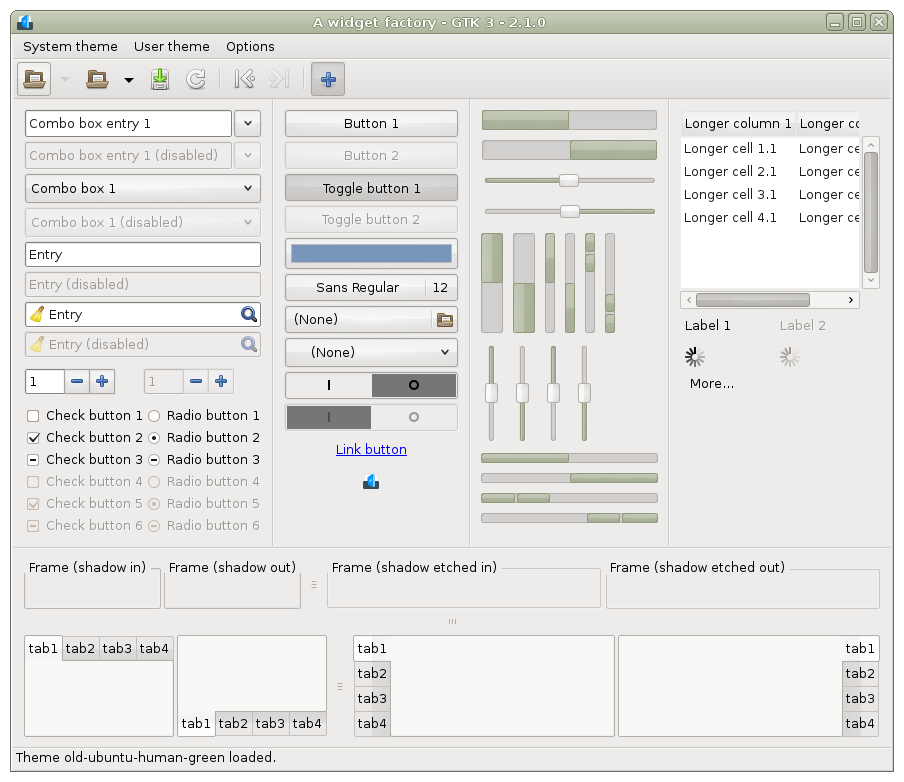 A widget factory - GTK 3 - 2.1.0
System theme User theme Options
Combo box entry 1
Combo box entry 1 (disabled)
Combo box 1
Combo box 1 (disabled)
Entry
Entry (disabled)
Entry
Entry (disabled)
1 1
Check button 1 Radio button 1
Check button 2 Radio button 2
Check button 3 Radio button 3
Check button 4 Radio button 4
Check button 5 Radio button 5
Check button 6 Radio button 6
Button 1
Button 2
Toggle button 1
Toggle button 2
Sans Regular 12
(None)
(None)
Link button
Longer column 1 Longer co
Longer cell 1.1 Longer ce
Longer cell 2.1 Longer ce
Longer cell 3.1 Longer ce
Longer cell 4.1 Longer ce
Label 1 Label 2
More...
Frame (shadow in) Frame (shadow out) Frame (shadow etched in) Frame (shadow etched out)
tab1 tab2 tab3 tab4
tab1 tab2 tab3 tab4
tab1
tab2
tab3
tab4
tab1
tab2
tab3
tab4
Theme old-ubuntu-human-green loaded.